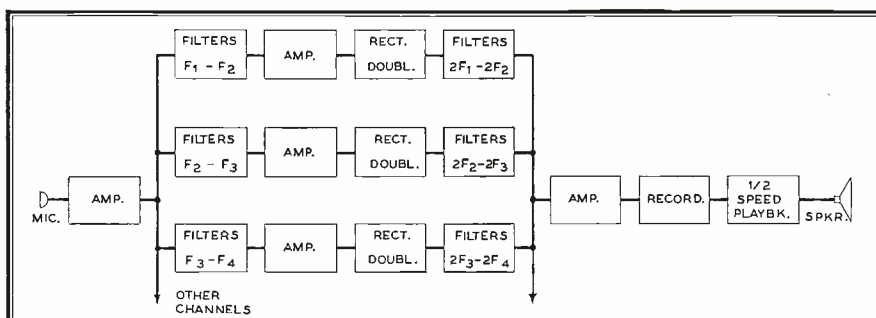 FILTERS
F₁ - F₂
AMP.
RECT.
DOUBL.
FILTERS
2F₁-2F₂
FILTERS
F₂ - F₃
AMP.
RECT.
DOUBL.
FILTERS
2F₂-2F₃
MIC.
AMP.
FILTERS
F₃-F₄
AMP.
RECT.
DOUBL.
FILTERS
2F₃-2F₄
AMP.
RECORD.
1/2
SPEED
PLAYBK.
SPKR.
OTHER
CHANNELS